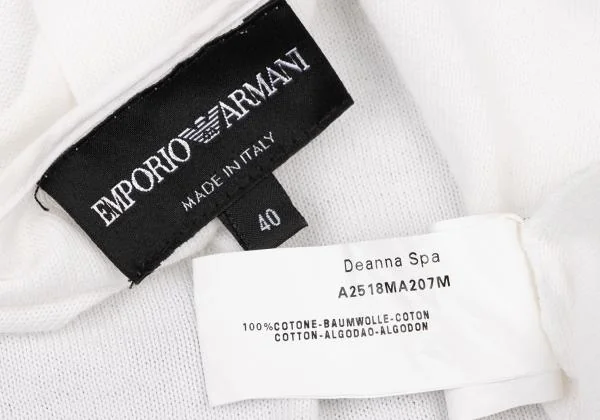 EMPORIO ARMANI
MADE IN ITALY
40
Deanna Spa
A2518MA207M
100%COTONE-BAUMWOLLE-COTON
COTTON-ALGODAO-ALGODON